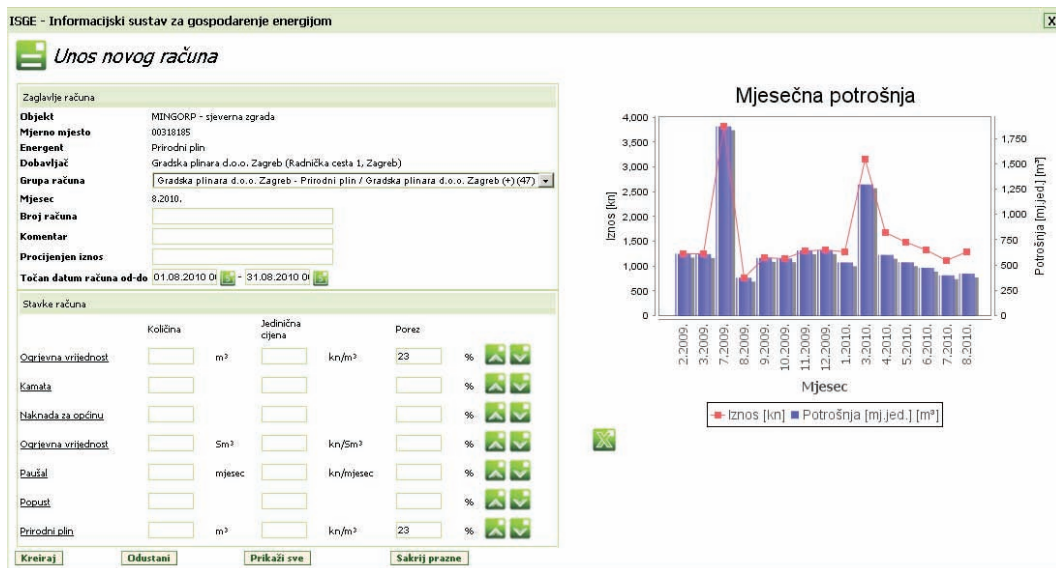 ISGE - Informacijski sustav za gospodarenje energijom X
Unos novog računa
Zaglavlje računa
Objekt MINGORP - sjeverna zgrada
Mjerno mjesto 00318185
Energent Prirodni plin
Dobavljač Gradska plinara d.o.o. Zagreb (Radnička cesta 1, Zagreb)
Grupa računa Gradska plinara d.o.o. Zagreb - Prirodni plin / Gradska plinara d.o.o. Zagreb (+) (47)
Mjesec 8.2010.
Broj računa
Komentar
Procijenjen iznos
Točan datum računa od-do 01.08.2010 00 - 31.08.2010 00
Stavke računa
Količina Jedinična cijena Porez
Ogrjevna vrijednost m³ kn/m³ 23 %
Kamata %
Naknada za općinu %
Ogrjevna vrijednost Sm³ kn/Sm³ %
Paušal mjesec kn/mjesec %
Popust %
Prirodni plin m³ kn/m³ 23 %
Kreiraj Odustani Prikaži sve Sakrij prazne
Mjesečna potrošnja
Iznos [kn]
4,000
3,500
3,000
2,500
2,000
1,500
1,000
500
0
1,750
1,500
1,250
1,000
750
500
250
0
Potrošnja [mj.jed.] [m³]
2.2009. 3.2009. 7.2009. 8.2009. 9.2009. 10.2009. 11.2009. 12.2009. 1.2010. 3.2010. 4.2010. 5.2010. 6.2010. 7.2010. 8.2010.
Mjesec
Iznos [kn] Potrošnja [mj.jed.] [m³]